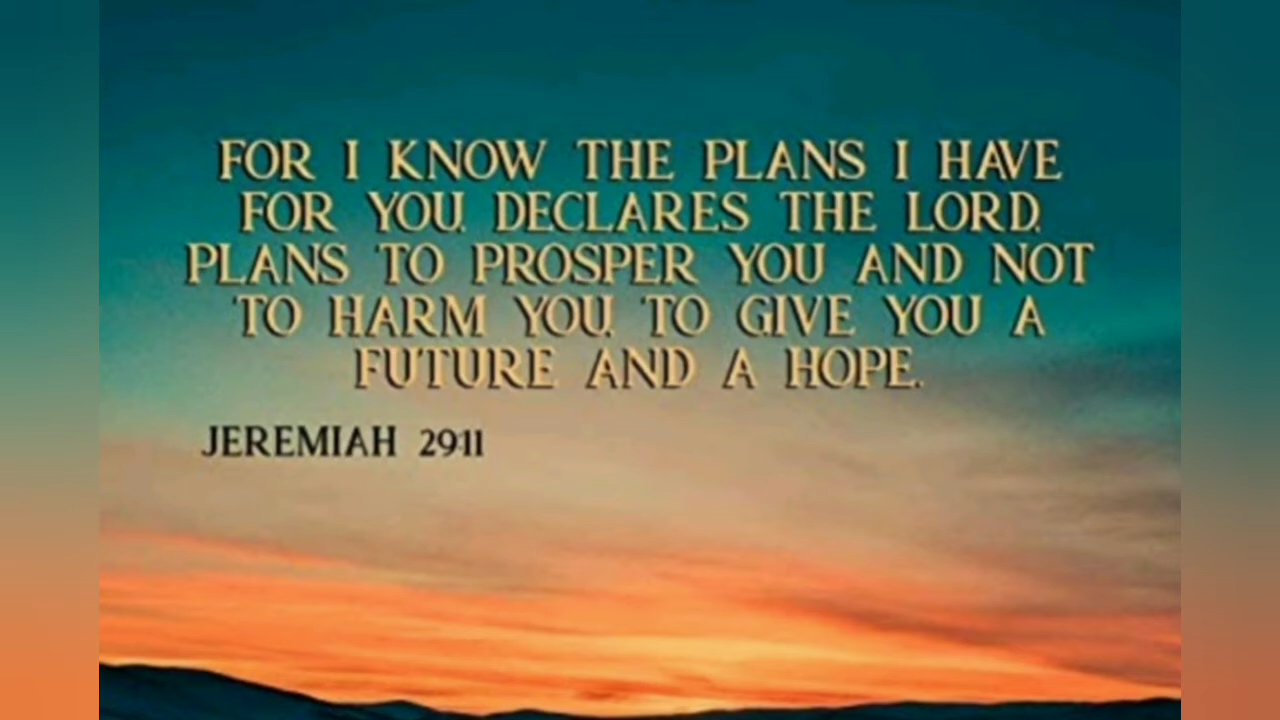 FOR I KNOW THE PLANS I HAVE
FOR YOU, DECLARES THE LORD,
PLANS TO PROSPER YOU AND NOT
TO HARM YOU, TO GIVE YOU A
FUTURE AND A HOPE.
JEREMIAH 29:11